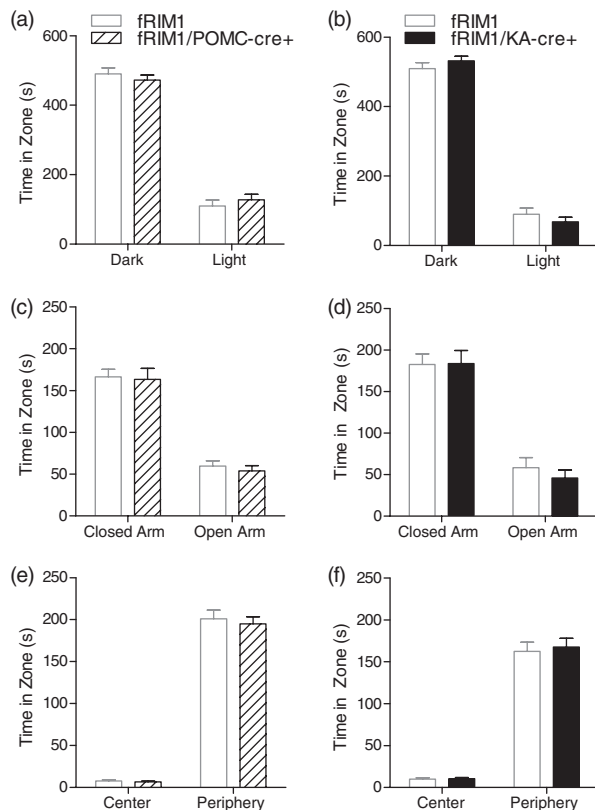 (a)
fRIM1
fRIM1/POMC-cre+
600
400
200
0
Time in Zone (s)
Dark
Light
(b)
fRIM1
fRIM1/KA-cre+
600
400
200
0
Time in Zone (s)
Dark
Light
(c)
250
200
150
100
50
0
Time in Zone (s)
Closed Arm
Open Arm
(d)
250
200
150
100
50
0
Time in Zone (s)
Closed Arm
Open Arm
(e)
250
200
150
100
50
0
Time in Zone (s)
Center
Periphery
(f)
250
200
150
100
50
0
Time in Zone (s)
Center
Periphery